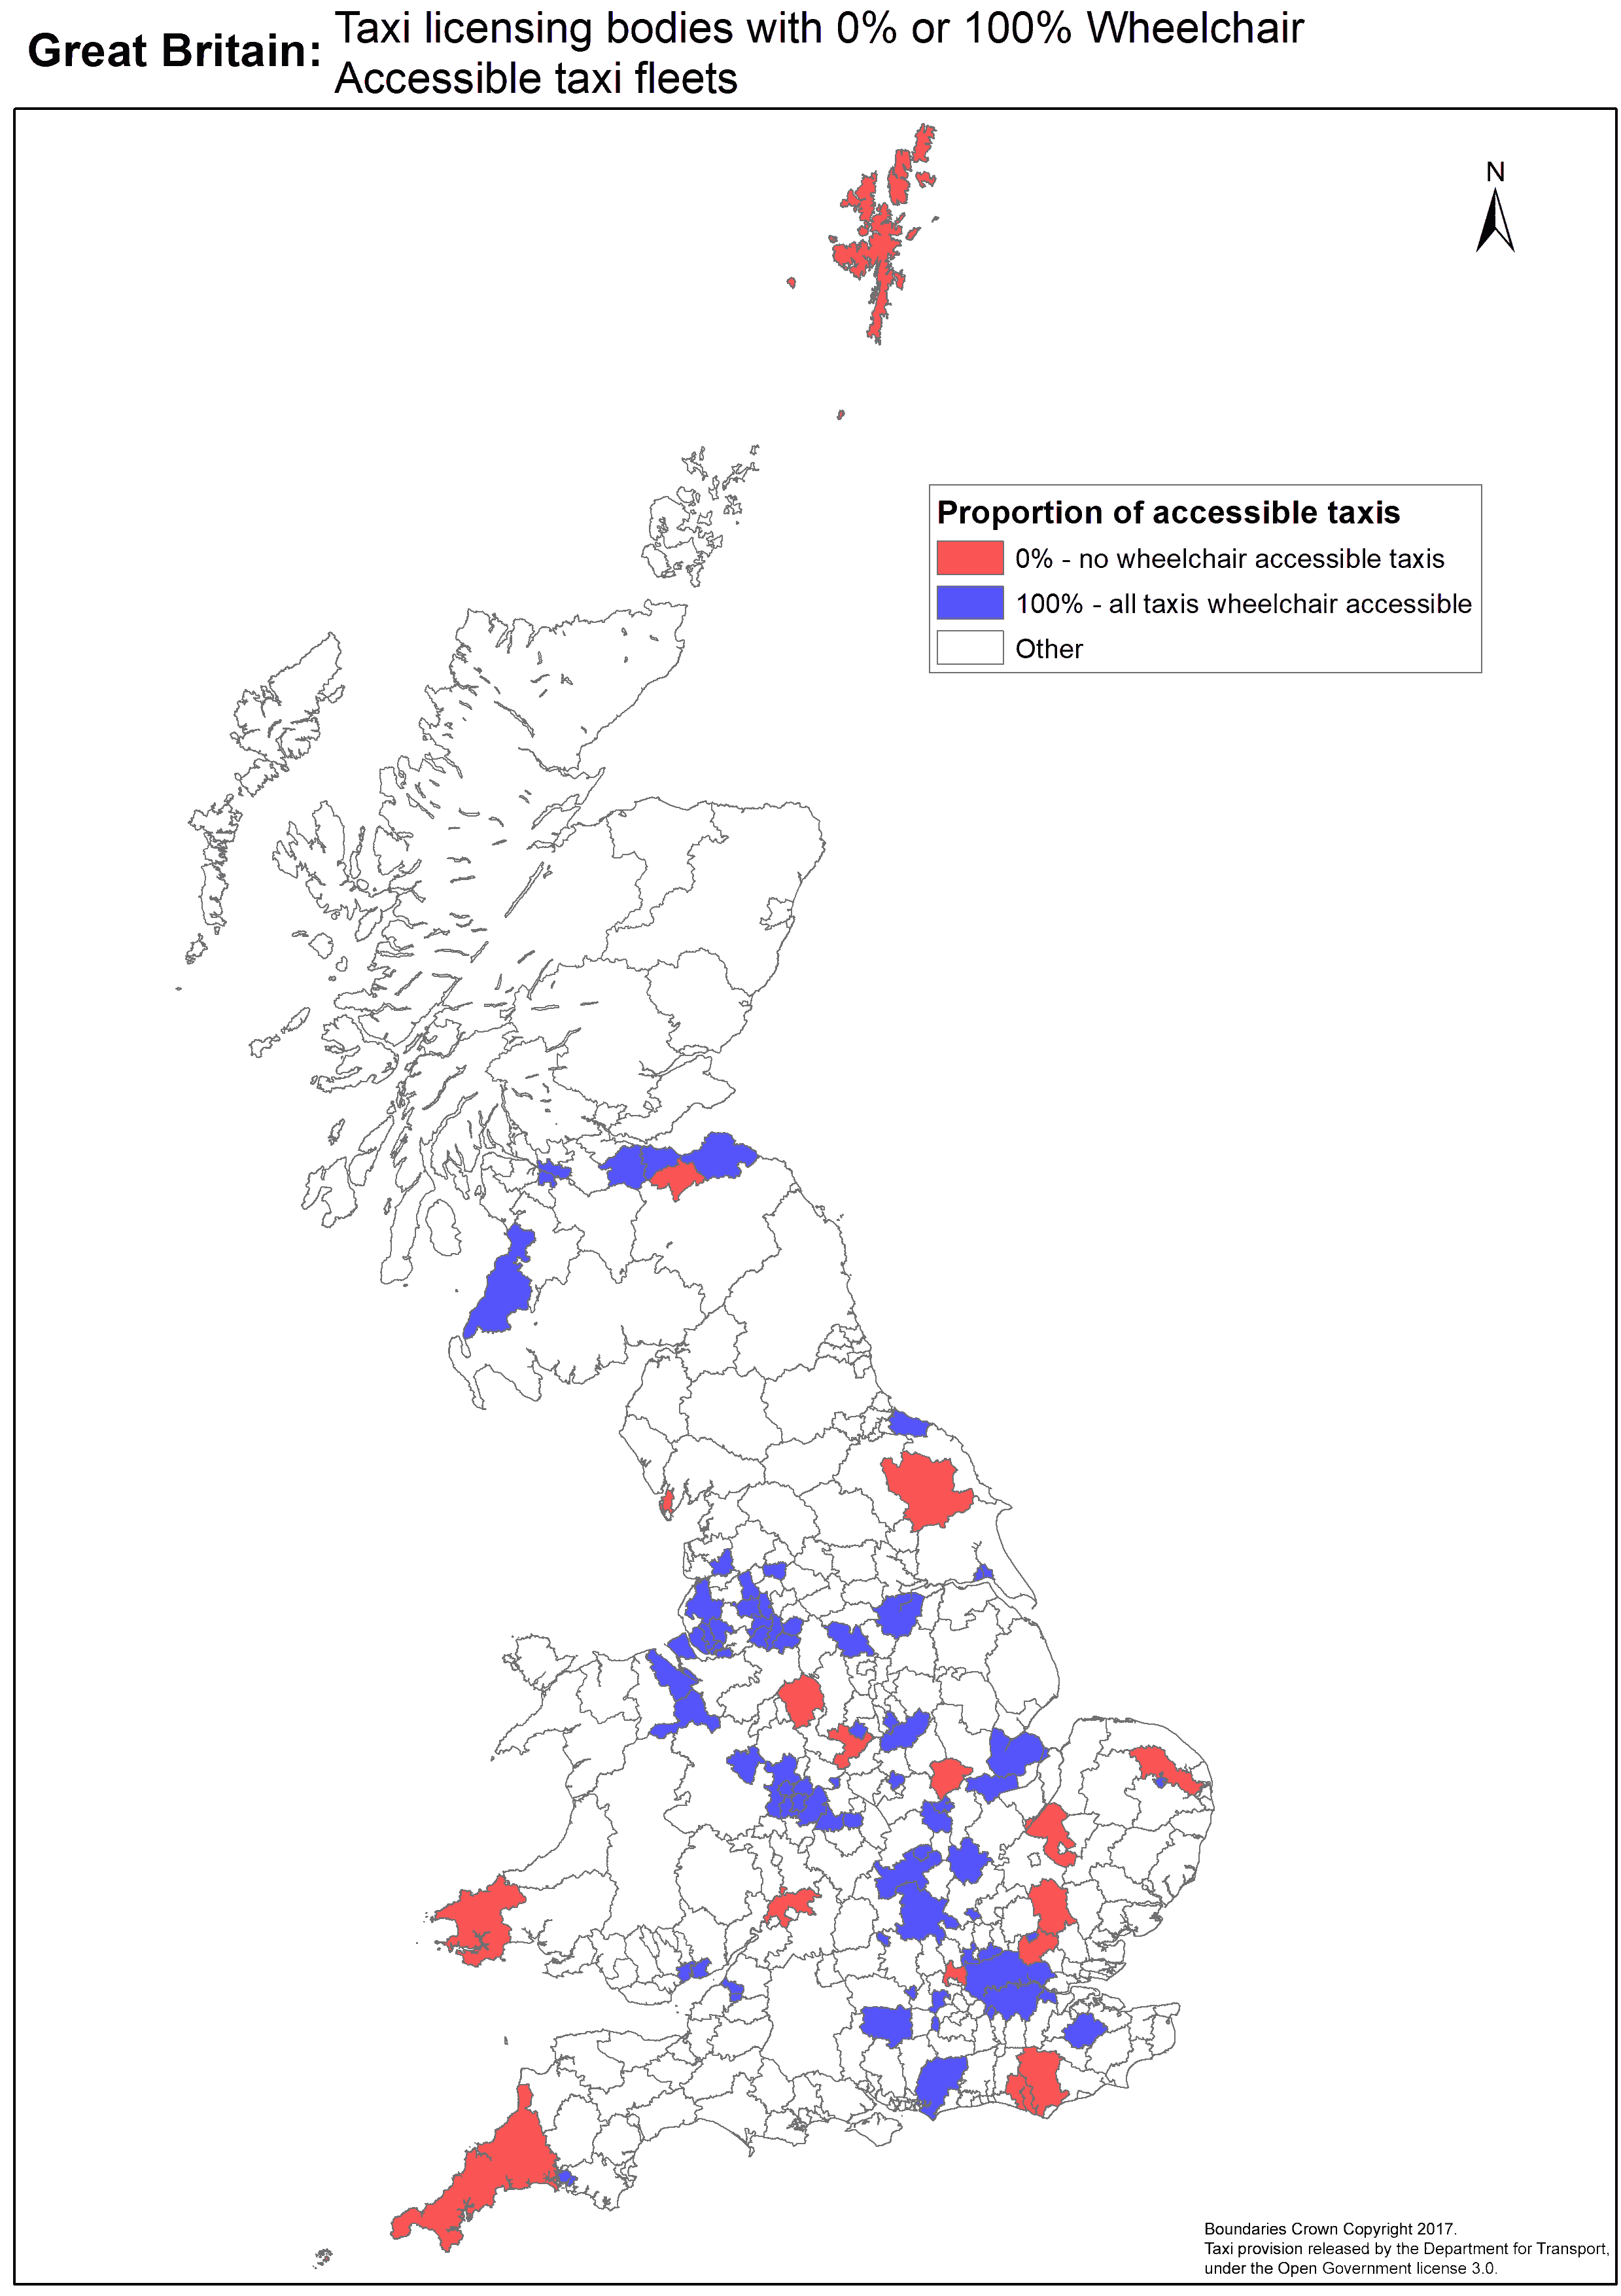 Great Britain:
Taxi licensing bodies with 0% or 100% Wheelchair
Accessible taxi fleets
N
Proportion of accessible taxis
0% - no wheelchair accessible taxis
100% - all taxis wheelchair accessible
Other
Boundaries Crown Copyright 2017.
Taxi provision released by the Department for Transport,
under the Open Government license 3.0.